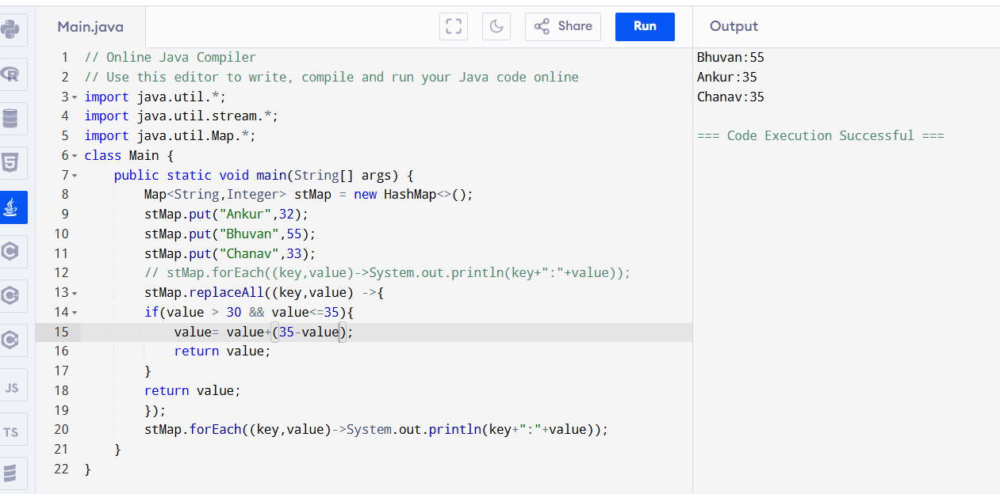 Main.java
Share
Run
Output
1 // Online Java Compiler
2 // Use this editor to write, compile and run your Java code online
3 import java.util.*;
4 import java.util.stream.*;
5 import java.util.Map.*;
6 class Main {
7 public static void main(String[] args) {
8 Map<String,Integer> stMap = new HashMap<>();
9 stMap.put("Ankur",32);
10 stMap.put("Bhuvan",55);
11 stMap.put("Chanav",33);
12 // stMap.forEach((key,value)->System.out.println(key+":"+value));
13 stMap.replaceAll((key,value) ->{
14 if(value > 30 && value<=35){
15 value= value+(35-value);
16 return value;
17 }
18 return value;
19 });
20 stMap.forEach((key,value)->System.out.println(key+":"+value));
21 }
22 }
Bhuvan:55
Ankur:35
Chanav:35
=== Code Execution Successful ===
R
5
C
C
C
JS
TS